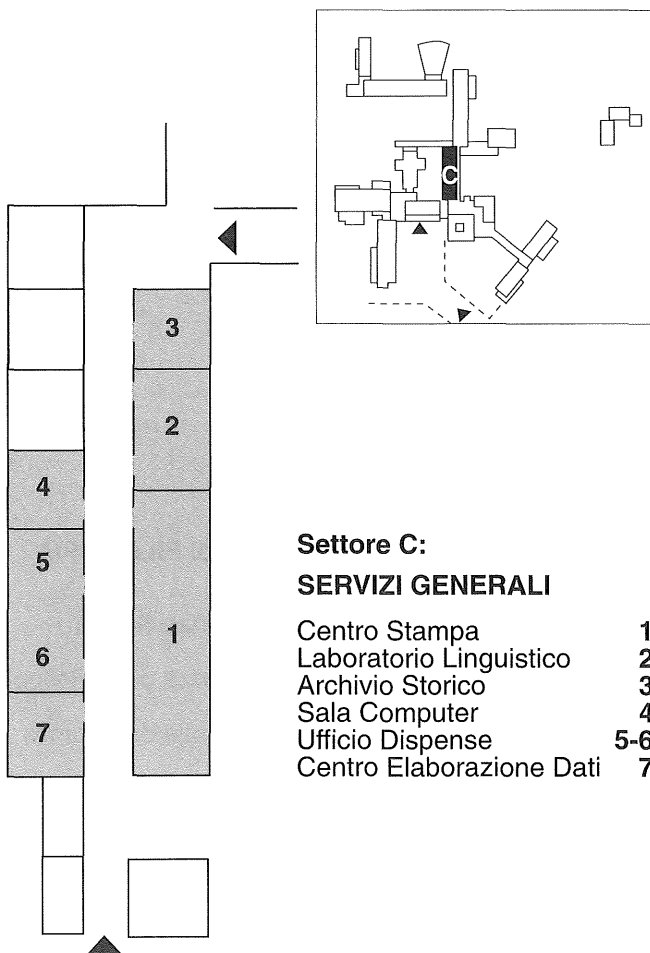 C
3
2
4
5
1
6
7
Settore C:
SERVIZI GENERALI
Centro Stampa 1
Laboratorio Linguistico 2
Archivio Storico 3
Sala Computer 4
Ufficio Dispense 5-6
Centro Elaborazione Dati 7